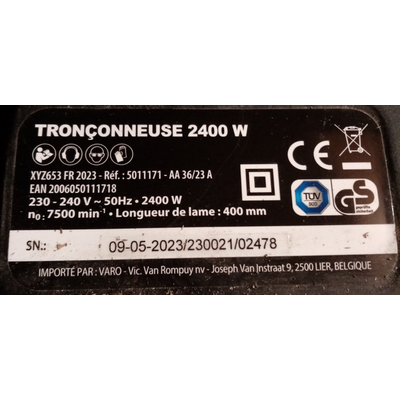 TRONÇONNEUSE 2400 W
XYZ653 FR 2023 - Réf. : 5011171 - AA 36/23 A
EAN 2006050111718
230 - 240 V ~ 50Hz • 2400 W
n₀ : 7500 min⁻¹ • Longueur de lame : 400 mm
CE
TÜV
SÜD
GS
SN.: 09-05-2023/230021/02478
IMPORTÉ PAR : VARO - Vic. Van Rompuy nv - Joseph Van Instraat 9, 2500 LIER, BELGIQUE